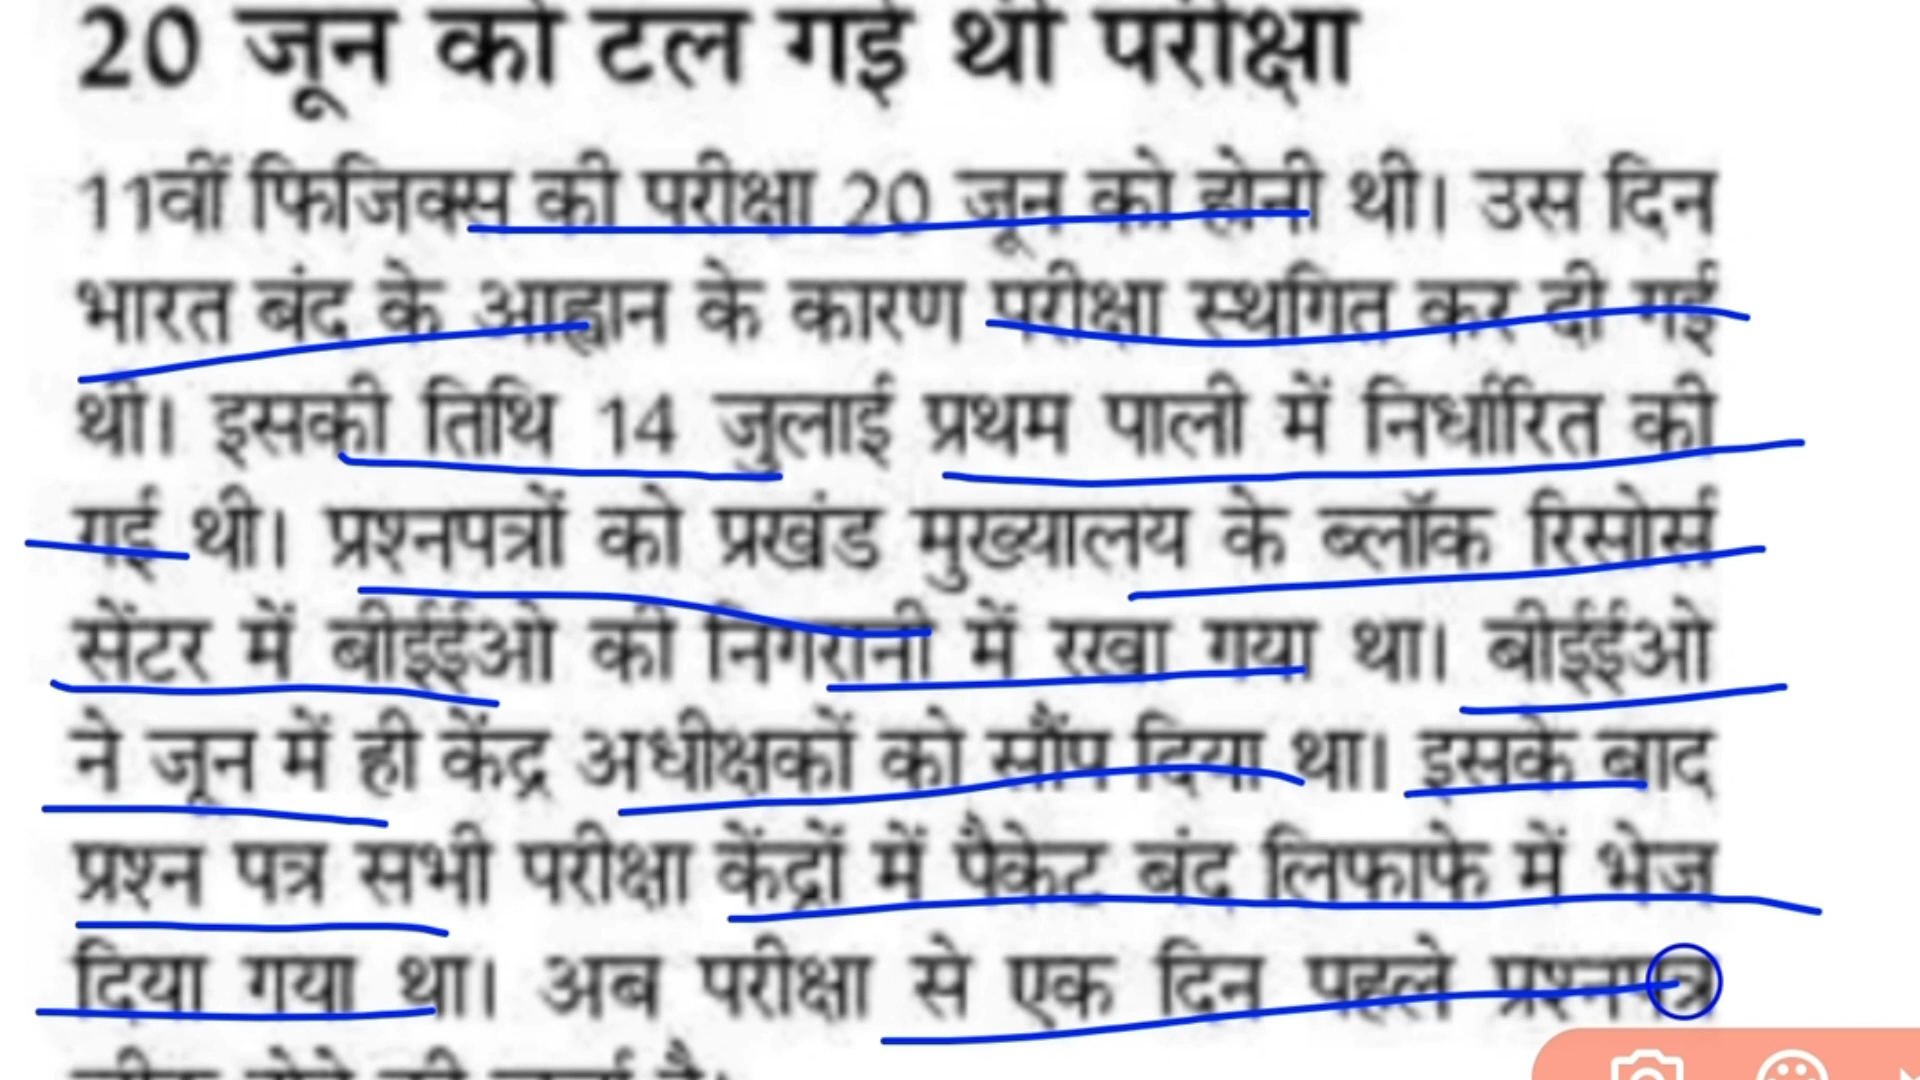 20 जून को टल गई थी परीक्षा
11वीं फिजिक्स की परीक्षा 20 जून को होनी थी। उस दिन
भारत बंद के आह्वान के कारण परीक्षा स्थगित कर दी गई
थी। इसकी तिथि 14 जुलाई प्रथम पाली में निर्धारित की
गई थी। प्रश्नपत्रों को प्रखंड मुख्यालय के ब्लॉक रिसोर्स
सेंटर में बीईईओ की निगरानी में रखा गया था। बीईईओ
ने जून में ही केंद्र अधीक्षकों को सौंप दिया था। इसके बाद
प्रश्न पत्र सभी परीक्षा केंद्रों में पैकेट बंद लिफाफे में भेज
दिया गया था। अब परीक्षा से एक दिन पहले प्रश्नपत्र